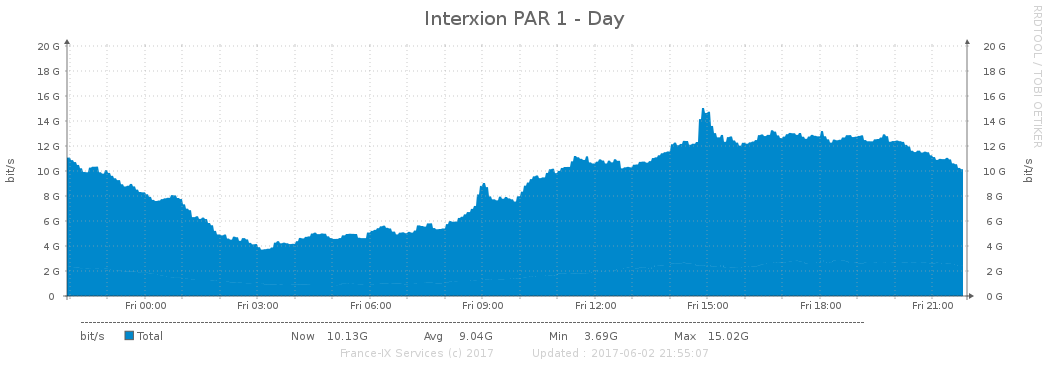 Interxion PAR 1 - Day
RRDTOOL / TOBI OETIKER
20 G 20 G
18 G 18 G
16 G 16 G
14 G 14 G
12 G 12 G
10 G 10 G
8 G 8 G
6 G 6 G
4 G 4 G
2 G 2 G
0 0 G
bit/s bit/s
Fri 00:00 Fri 03:00 Fri 06:00 Fri 09:00 Fri 12:00 Fri 15:00 Fri 18:00 Fri 21:00
bit/s Total Now 10.13G Avg 9.04G Min 3.69G Max 15.02G
France-IX Services (c) 2017 Updated : 2017-06-02 21:55:07